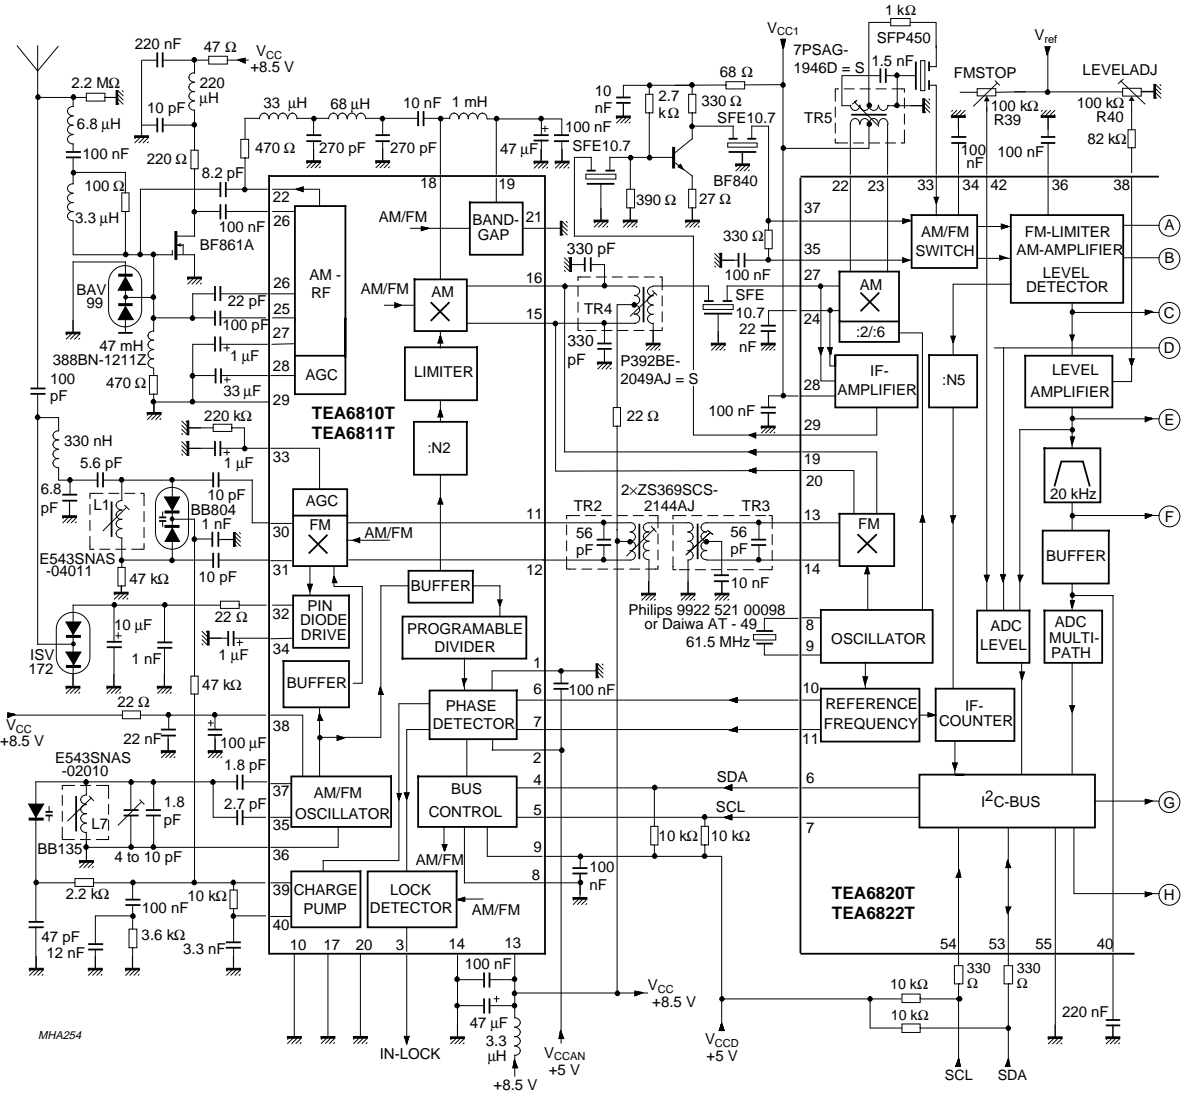 1 kΩ
SFP450
220 nF
47 Ω
VCC
+8.5 V
VCC1
7PSAG-
1946D = S
1.5 nF
Vref
FMSTOP
LEVELADJ
2.2 MΩ
220
μH
33 μH
68 μH
10 nF
1 mH
68 Ω
10
nF
2.7
kΩ
330 Ω
SFE10.7
TR5
100 kΩ
R39
100 kΩ
R40
10 pF
6.8 μH
100 nF
220 Ω
470 Ω
270 pF
270 pF
47 μF
100 nF
SFE10.7
BF840
100
nF
100 nF
82 kΩ
100 Ω
3.3 μH
8.2 pF
100 nF
BF861A
390 Ω
27 Ω
22
26
18
19
22
23
33
34
42
36
38
AM/FM
BAND-
GAP
21
330 Ω
100 nF
37
35
AM/FM
SWITCH
FM-LIMITER
AM-AMPLIFIER
LEVEL
DETECTOR
A
B
C
D
BAV
99
22 pF
100 pF
AM -
RF
26
25
27
28
29
AM/FM
AM
16
15
330 pF
TR4
330
pF
P392BE-
2049AJ = S
SFE
10.7
22
nF
27
24
AM
:2/:6
28
29
IF-
AMPLIFIER
:N5
LEVEL
AMPLIFIER
47 mH
388BN-1211Z
470 Ω
1 μF
33 μF
AGC
LIMITER
100
pF
TEA6810T
TEA6811T
22 Ω
100 nF
E
220 kΩ
1 μF
33
:N2
19
20
20 kHz
330 nH
5.6 pF
6.8
pF
L1
E543SNAS
-04011
BB804
10 pF
1 nF
10 pF
47 kΩ
AGC
FM
30
31
AM/FM
11
12
TR2
2×ZS369SCS-
2144AJ
TR3
56
pF
56
pF
10 nF
13
14
FM
F
BUFFER
BUFFER
10 μF
1 nF
22 Ω
1 μF
ISV
172
32
34
PIN
DIODE
DRIVE
PROGRAMABLE
DIVIDER
Philips 9922 521 00098
or Daiwa AT - 49
61.5 MHz
8
9
OSCILLATOR
ADC
LEVEL
ADC
MULTI-
PATH
47 kΩ
BUFFER
1
100 nF
6
7
2
PHASE
DETECTOR
10
11
REFERENCE
FREQUENCY
IF-
COUNTER
VCC
+8.5 V
22 Ω
22 nF
100 μF
38
E543SNAS
-02010
1.8 pF
2.7 pF
37
35
36
AM/FM
OSCILLATOR
BUS
CONTROL
4
5
SDA
SCL
6
7
I2C-BUS
G
L7
BB135
4 to 10 pF
1.8
pF
AM/FM
10 kΩ
10 kΩ
9
8
100
nF
2.2 kΩ
10 kΩ
39
40
CHARGE
PUMP
LOCK
DETECTOR
AM/FM
TEA6820T
TEA6822T
H
47 pF
12 nF
100 nF
3.6 kΩ
3.3 nF
10
17
20
3
14
13
54
53
55
40
100 nF
47 μF
3.3
μH
+8.5 V
VCC
+8.5 V
10 kΩ
10 kΩ
330
Ω
330
Ω
220 nF
MHA254
IN-LOCK
VCCAN
+5 V
VCCD
+5 V
SCL
SDA